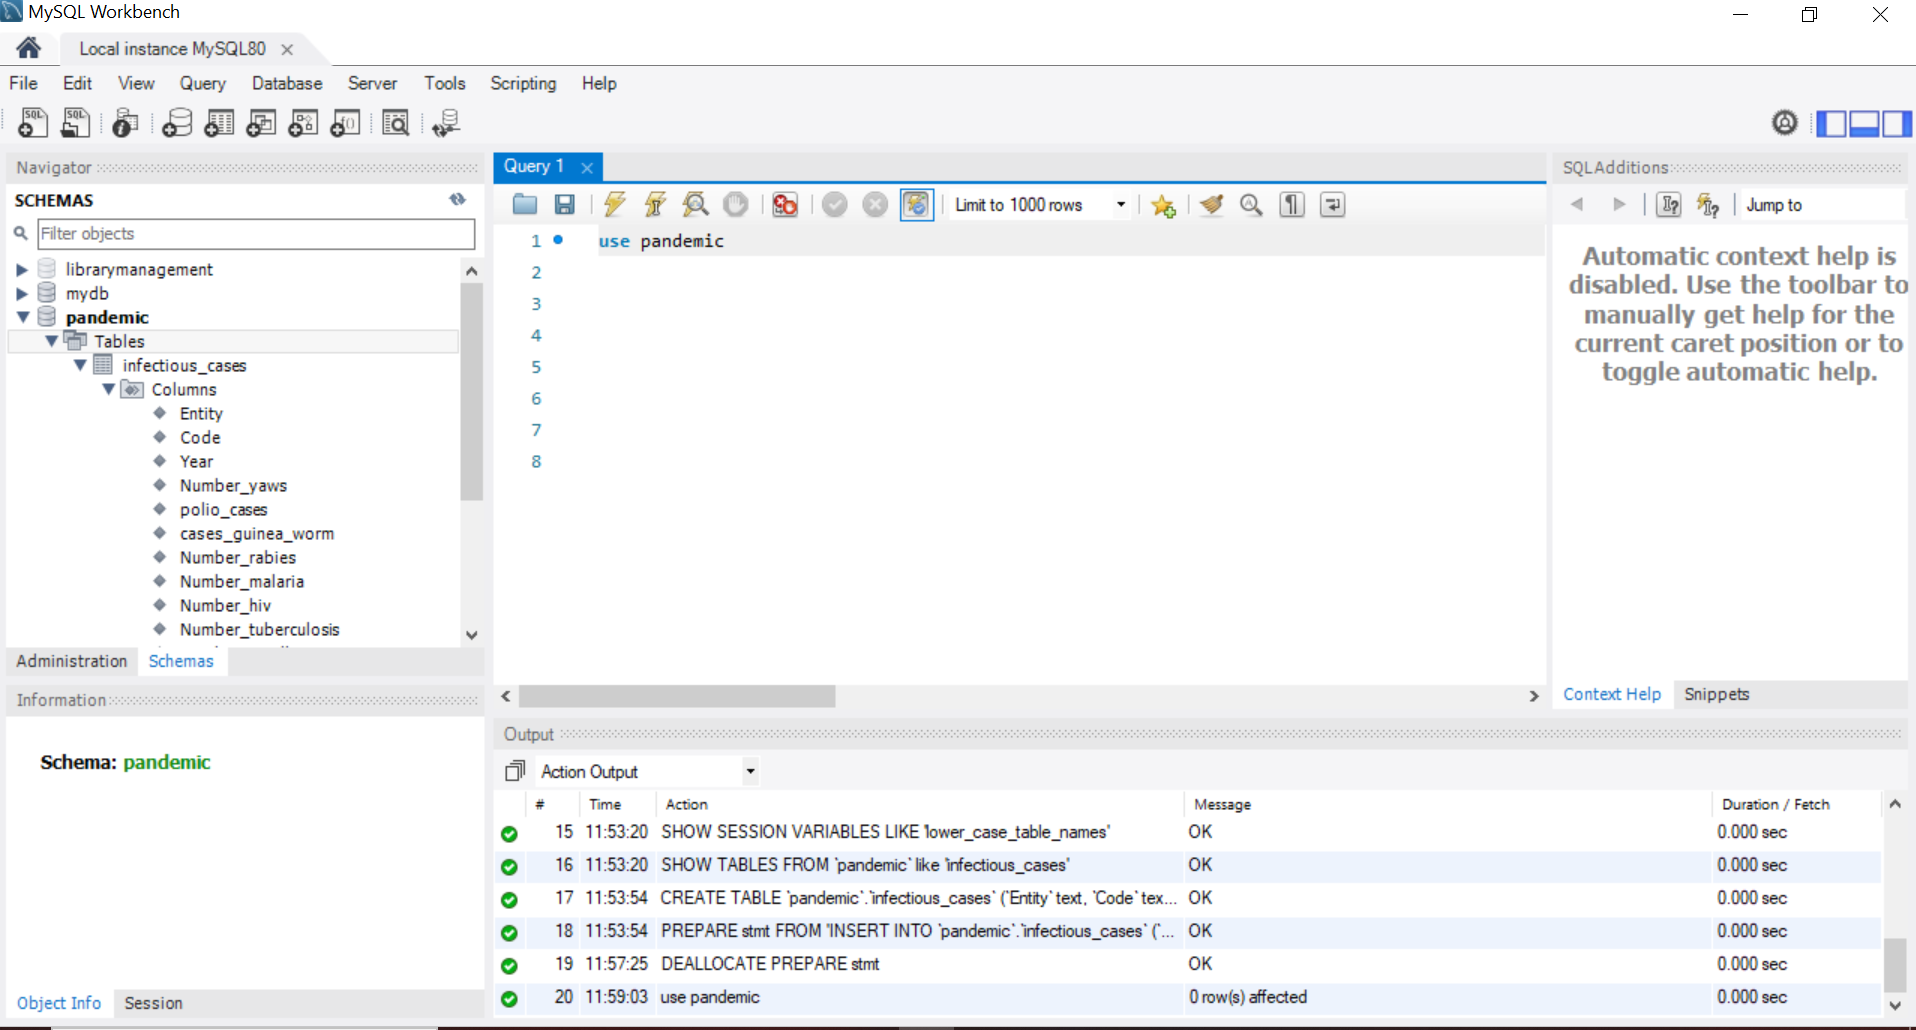 MySQL Workbench
Local instance MySQL80
File Edit View Query Database Server Tools Scripting Help
Navigator
SCHEMAS
Filter objects
librarymanagement
mydb
pandemic
Tables
infectious_cases
Columns
Entity
Code
Year
Number_yaws
polio_cases
cases_guinea_worm
Number_rabies
Number_malaria
Number_hiv
Number_tuberculosis
Administration Schemas
Information
Schema: pandemic
Object Info Session
Query 1
Limit to 1000 rows
1 use pandemic
2
3
4
5
6
7
8
SQLAdditions
Jump to
Automatic context help is
disabled. Use the toolbar to
manually get help for the
current caret position or to
toggle automatic help.
Context Help Snippets
Output
Action Output
# Time Action Message Duration / Fetch
15 11:53:20 SHOW SESSION VARIABLES LIKE 'lower_case_table_names' OK 0.000 sec
16 11:53:20 SHOW TABLES FROM `pandemic` like 'infectious_cases' OK 0.000 sec
17 11:53:54 CREATE TABLE `pandemic`.`infectious_cases` (`Entity` text, `Code` tex... OK 0.000 sec
18 11:53:54 PREPARE stmt FROM 'INSERT INTO `pandemic`.`infectious_cases` (`... OK 0.000 sec
19 11:57:25 DEALLOCATE PREPARE stmt OK 0.000 sec
20 11:59:03 use pandemic 0 row(s) affected 0.000 sec